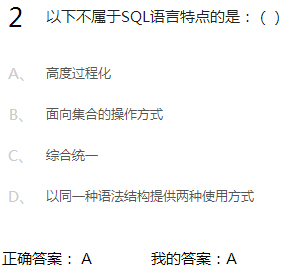 2 以下不属于SQL语言特点的是：( )
A、 高度过程化
B、 面向集合的操作方式
C、 综合统一
D、 以同一种语法结构提供两种使用方式
正确答案： A 我的答案：A